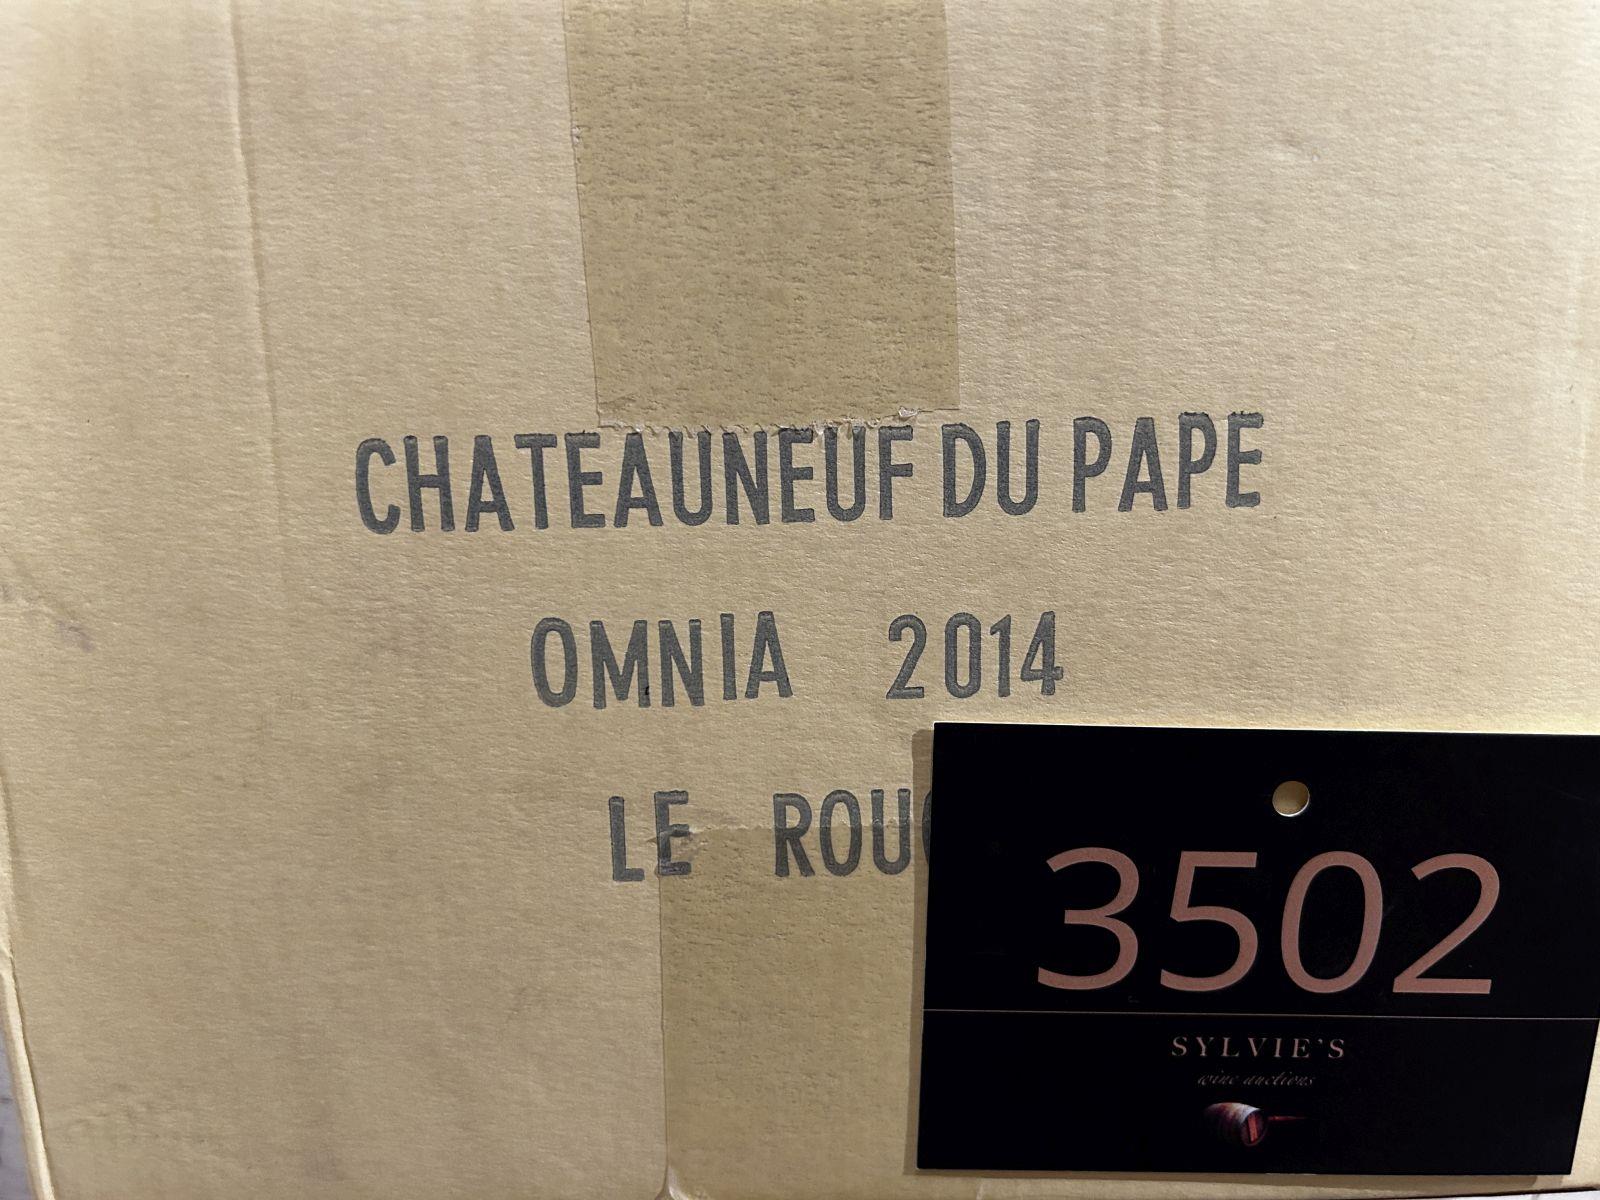 CHATEAUNEUF DU PAPE
OMNIA 2014
LE ROU
3502
SYLVIE'S
wine auctions